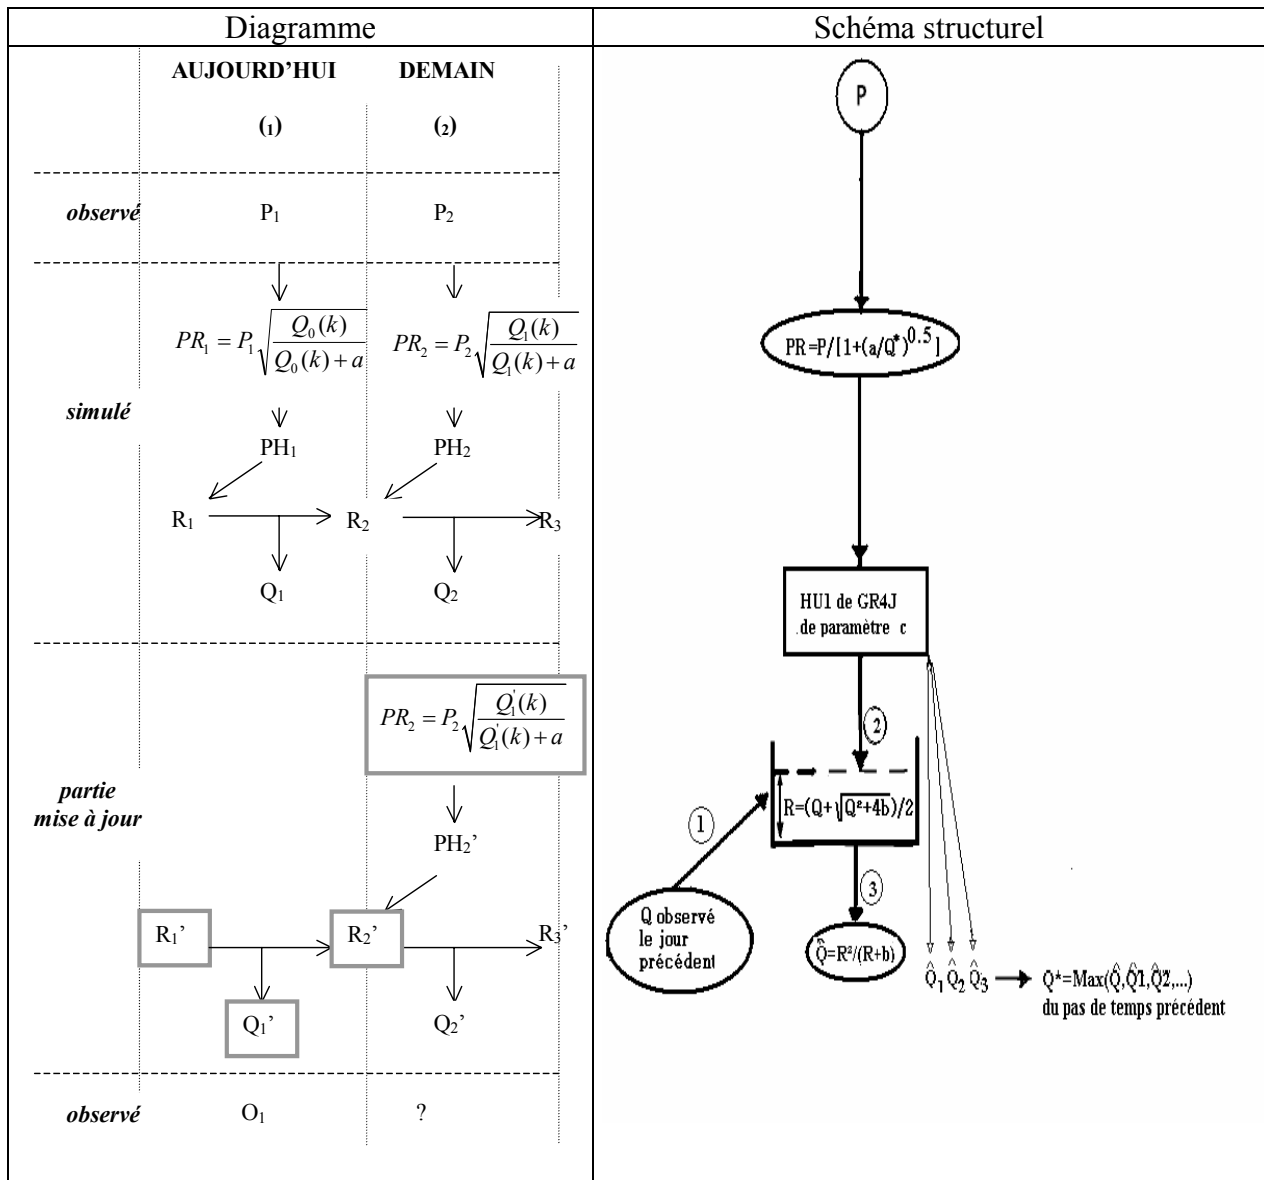 Diagramme
Schéma structurel
AUJOURD'HUI DEMAIN
(1) (2)
observé P1 P2
PR1 = P1 √(Q0(k) / (Q0(k) + a)) PR2 = P2 √(Q1(k) / (Q1(k) + a))
simulé
PH1 PH2
R1 R2 R3
Q1 Q2
PR2 = P2 √(Q1'(k) / (Q1'(k) + a))
partie
mise à jour
PH2'
R1' R2' R3'
Q1' Q2'
observé O1 ?
P
PR=P/[1+(a/Q*)^0.5]
HU1 de GR4J
de paramètre c
2
R=(Q+√(Q²+4b))/2
1
3
Q observé
le jour
précédent
Q̂=R²/(R+b)
Q̂1 Q̂2 Q̂3
Q*=Max(Q̂,Q̂1,Q̂2,...)
du pas de temps précédent